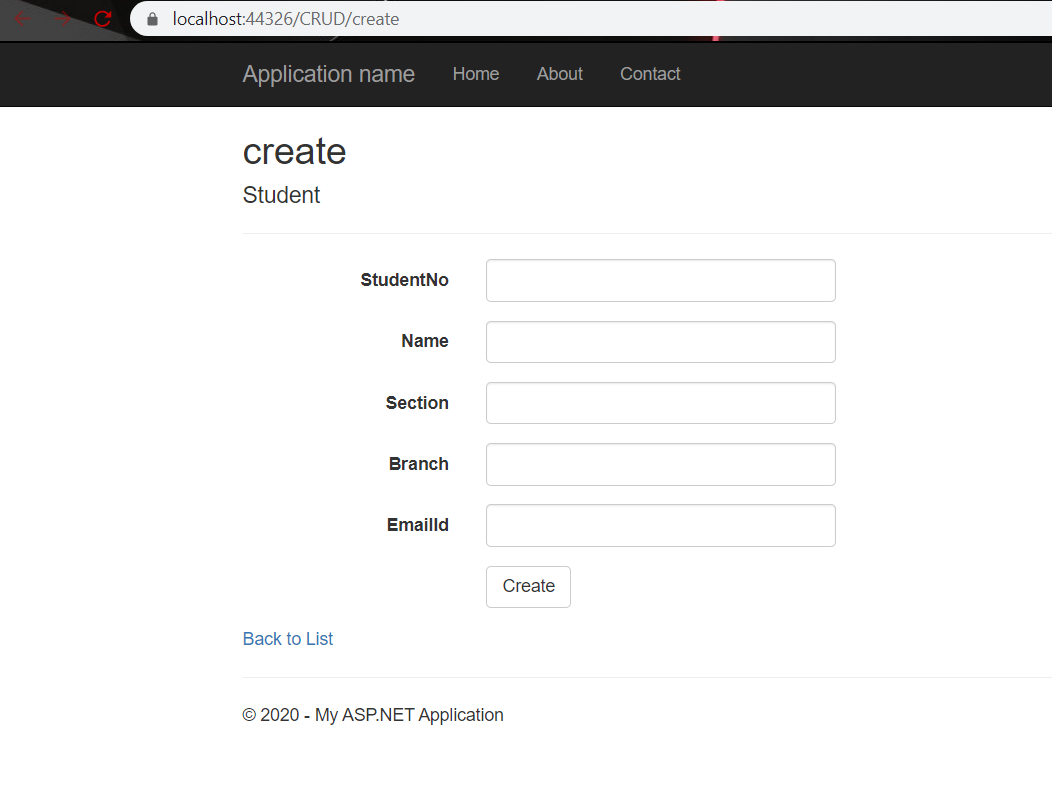 localhost:44326/CRUD/create
Application name Home About Contact
create
Student
StudentNo
Name
Section
Branch
EmailId
Create
Back to List
© 2020 - My ASP.NET Application